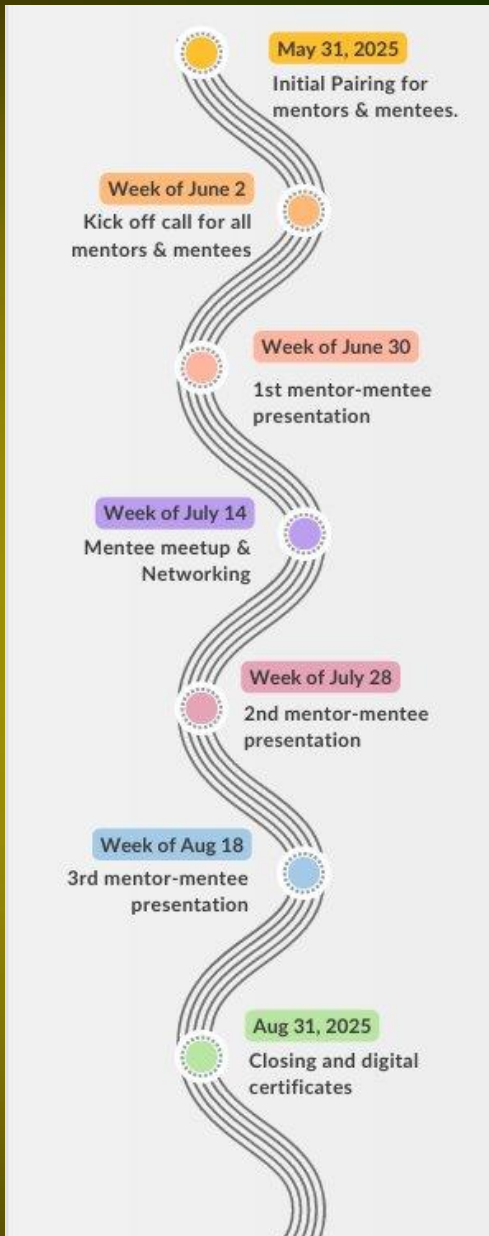 May 31, 2025
Initial Pairing for
mentors & mentees.
Week of June 2
Kick off call for all
mentors & mentees
Week of June 30
1st mentor-mentee
presentation
Week of July 14
Mentee meetup &
Networking
Week of July 28
2nd mentor-mentee
presentation
Week of Aug 18
3rd mentor-mentee
presentation
Aug 31, 2025
Closing and digital
certificates